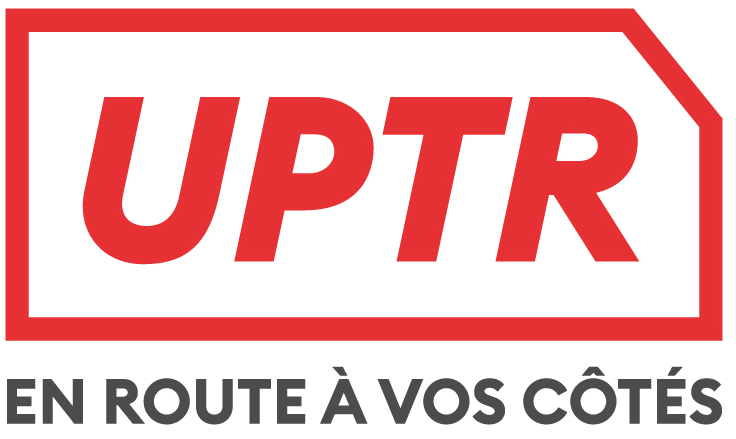 UPTR
EN ROUTE À VOS CÔTÉS